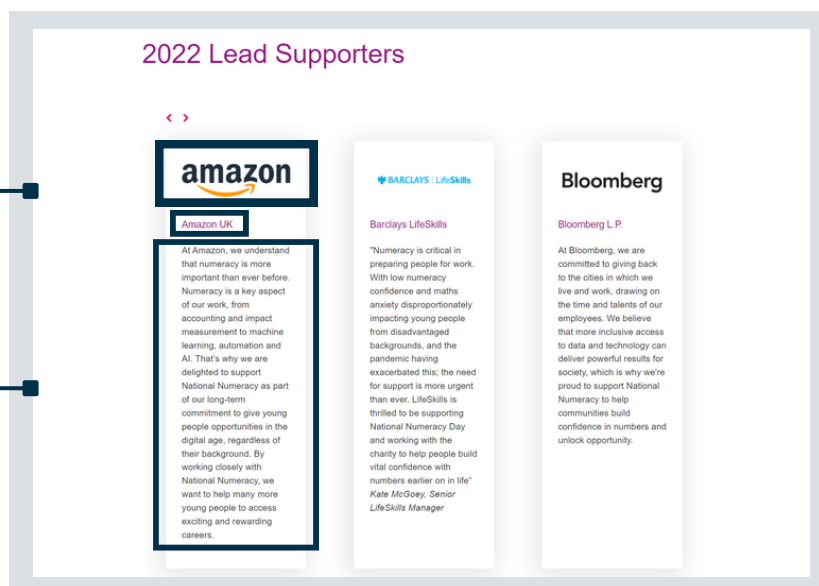 2022 Lead Supporters
amazon
Amazon UK
At Amazon, we understand
that numeracy is more
important than ever before.
Numeracy is a key aspect
of our work, from
accounting and impact
measurement to machine
learning, automation and
AI. That's why we are
delighted to support
National Numeracy as part
of our long-term
commitment to give young
people opportunities in the
digital age, regardless of
their background. By
working closely with
National Numeracy, we
want to help many more
young people to access
exciting and rewarding
careers.
BARCLAYS | LifeSkills
Barclays LifeSkills
"Numeracy is critical in
preparing people for work.
With low numeracy
confidence and maths
anxiety disproportionately
impacting young people
from disadvantaged
backgrounds, and the
pandemic having
exacerbated this; the need
for support is more urgent
than ever. LifeSkills is
thrilled to be supporting
National Numeracy Day
and working with the
charity to help people build
vital confidence with
numbers earlier on in life"
Kate McGoey, Senior
LifeSkills Manager
Bloomberg
Bloomberg L.P.
At Bloomberg, we are
committed to giving back
to the cities in which we
live and work, drawing on
the time and talents of our
employees. We believe
that more inclusive access
to data and technology can
deliver powerful results for
society, which is why we're
proud to support National
Numeracy to help
communities build
confidence in numbers and
unlock opportunity.